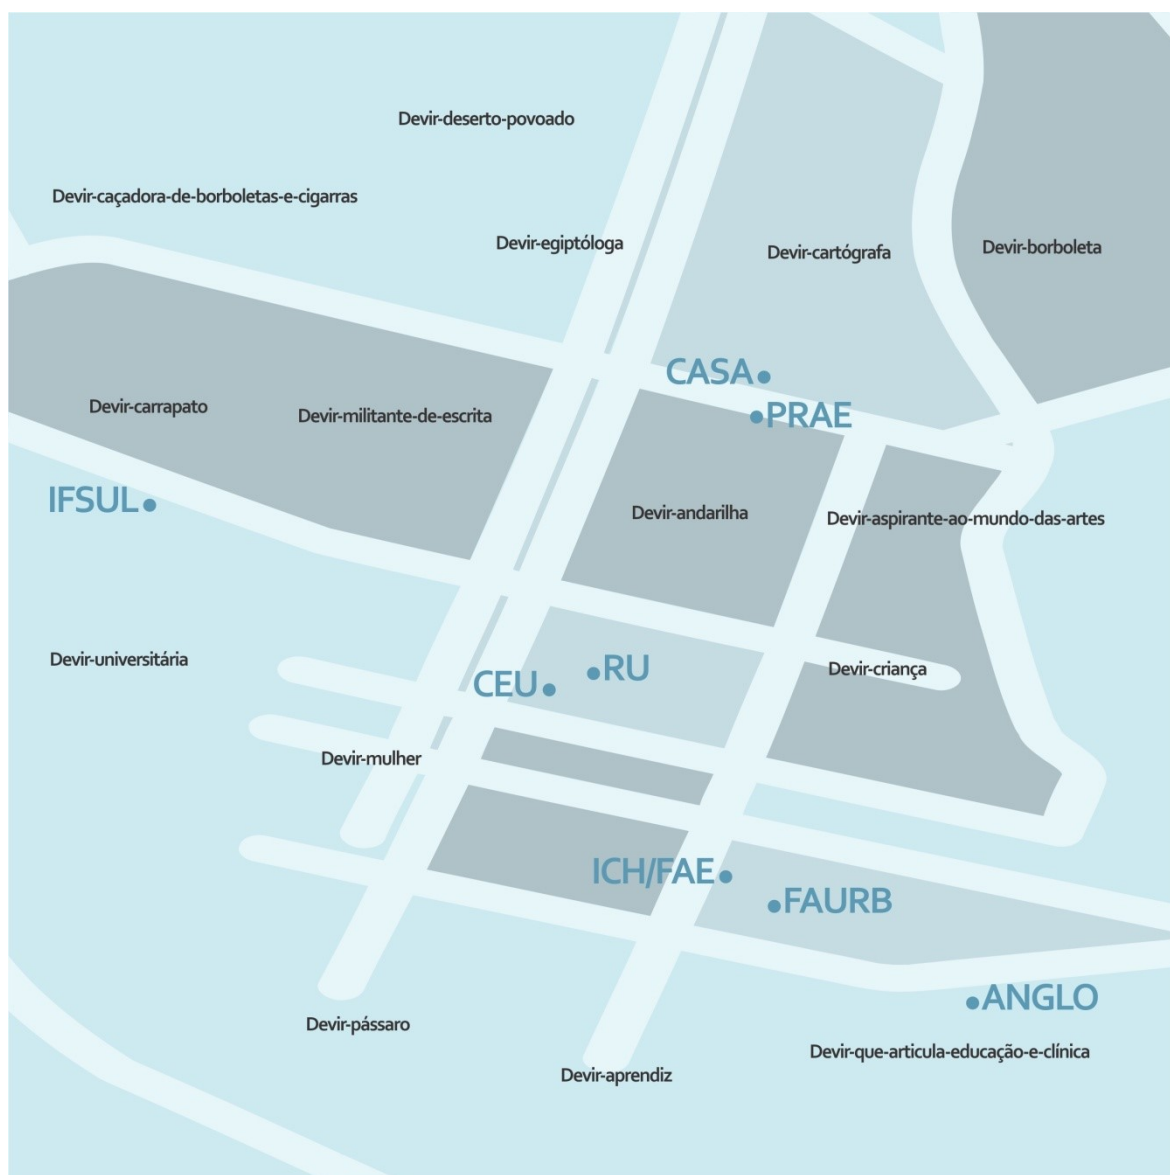 Devir-deserto-povoado
Devir-caçadora-de-borboletas-e-cigarras
Devir-egiptóloga
Devir-cartógrafa
Devir-borboleta
CASA
PRAE
Devir-carrapato
Devir-militante-de-escrita
IFSUL
Devir-andarilha
Devir-aspirante-ao-mundo-das-artes
Devir-universitária
CEU
RU
Devir-criança
Devir-mulher
ICH/FAE
FAURB
ANGLO
Devir-pássaro
Devir-que-articula-educação-e-clínica
Devir-aprendiz